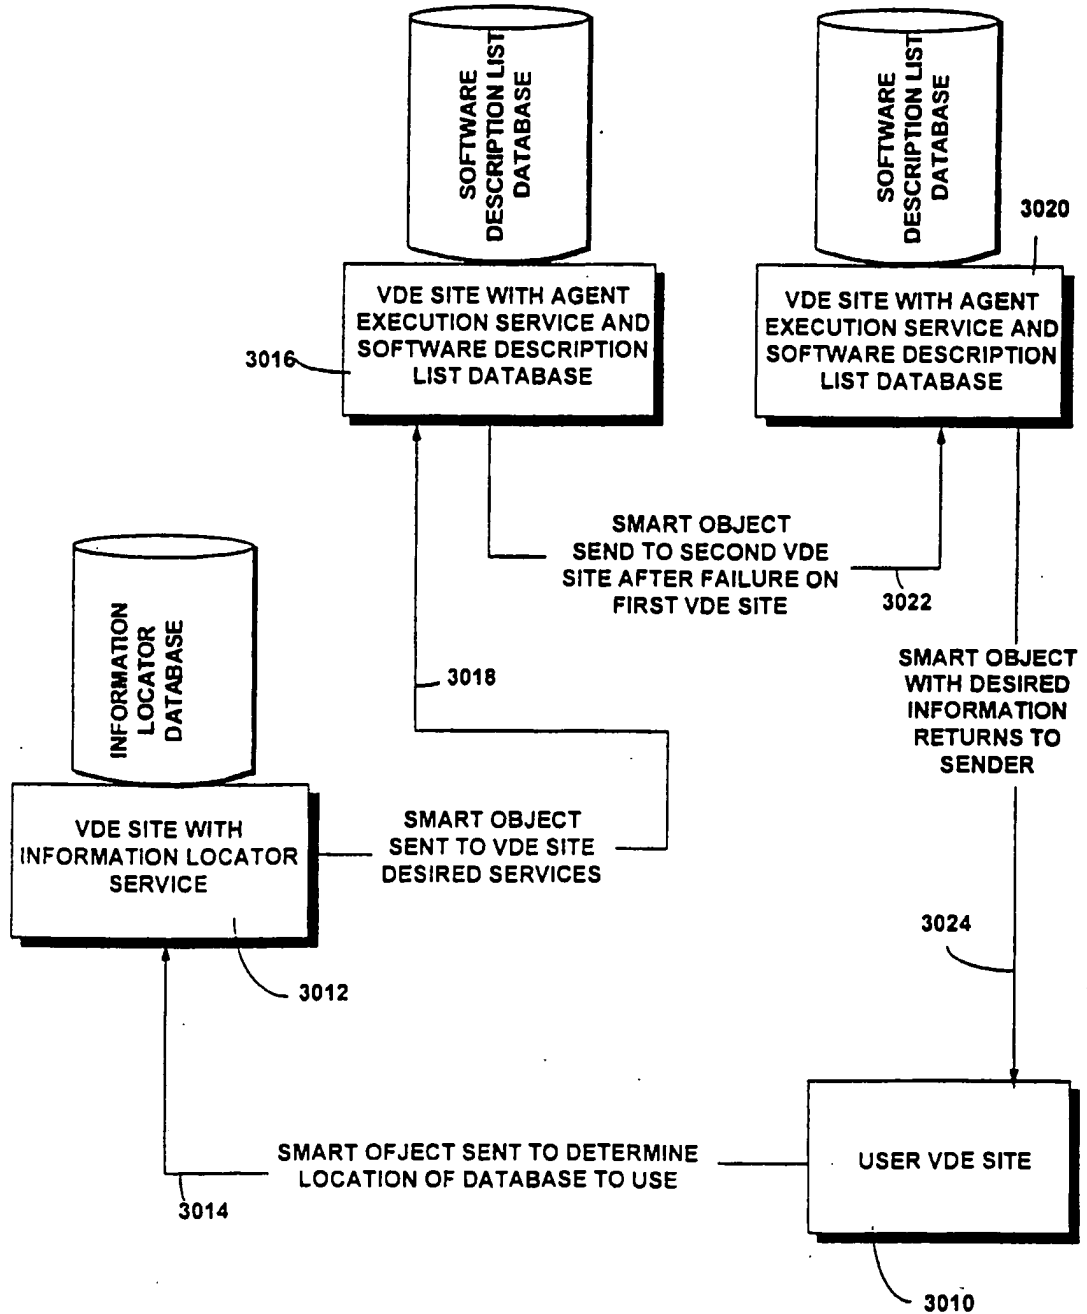 SOFTWARE
DESCRIPTION LIST
DATABASE
SOFTWARE
DESCRIPTION LIST
DATABASE
3020
VDE SITE WITH AGENT
EXECUTION SERVICE AND
SOFTWARE DESCRIPTION
LIST DATABASE
3016
VDE SITE WITH AGENT
EXECUTION SERVICE AND
SOFTWARE DESCRIPTION
LIST DATABASE
SMART OBJECT
SEND TO SECOND VDE
SITE AFTER FAILURE ON
FIRST VDE SITE
3022
INFORMATION
LOCATOR
DATABASE
3018
SMART OBJECT
WITH DESIRED
INFORMATION
RETURNS TO
SENDER
VDE SITE WITH
INFORMATION LOCATOR
SERVICE
SMART OBJECT
SENT TO VDE SITE
DESIRED SERVICES
3024
3012
SMART OFJECT SENT TO DETERMINE
LOCATION OF DATABASE TO USE
3014
USER VDE SITE
3010